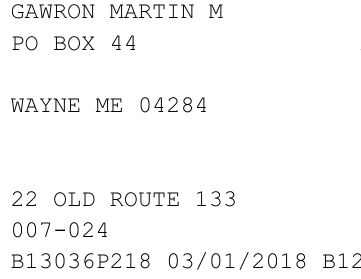 GAWRON MARTIN M
PO BOX 44
WAYNE ME 04284
22 OLD ROUTE 133
007-024
B13036P218 03/01/2018 B12